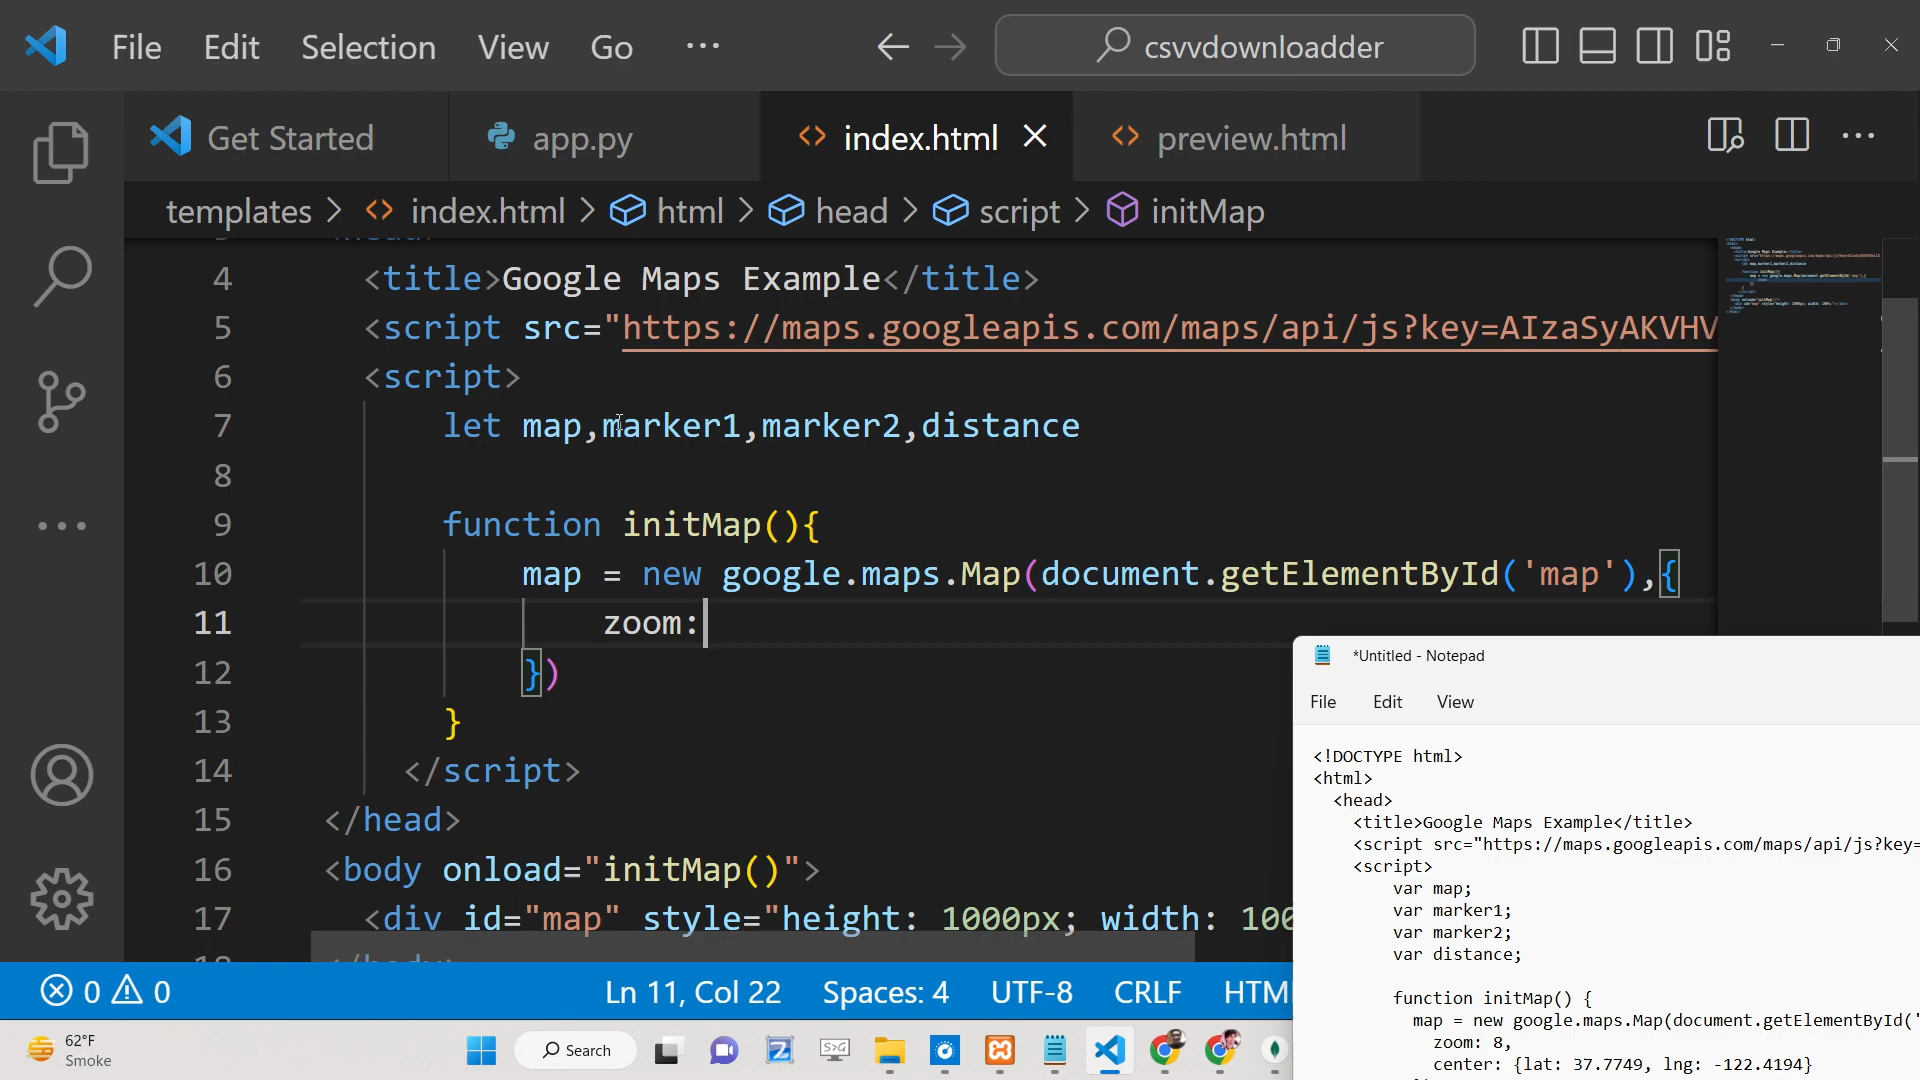 File Edit Selection View Go ··· csvvdownloadder
Get Started app.py index.html preview.html
templates > index.html > html > head > script > initMap
4 <title>Google Maps Example</title>
5 <script src="https://maps.googleapis.com/maps/api/js?key=AIzaSyAKVHV
6 <script>
7 let map,marker1,marker2,distance
8
9 function initMap(){
10 map = new google.maps.Map(document.getElementById('map'),{
11 zoom:
12 })
13 }
14 </script>
15 </head>
16 <body onload="initMap()">
17 <div id="map" style="height: 1000px; width: 100
*Untitled - Notepad
File Edit View
<!DOCTYPE html>
<html>
<head>
<title>Google Maps Example</title>
<script src="https://maps.googleapis.com/maps/api/js?key=
<script>
var map;
var marker1;
var marker2;
var distance;
function initMap() {
map = new google.maps.Map(document.getElementById('
zoom: 8,
center: {lat: 37.7749, lng: -122.4194}
0 0 Ln 11, Col 22 Spaces: 4 UTF-8 CRLF HTM
62°F
Smoke
Search